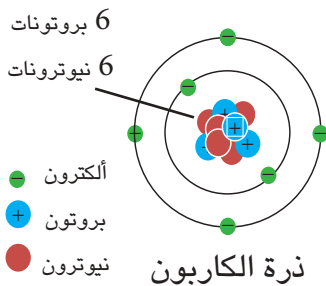 6 بروتونات
6 نيوترونات
ألكترون
بروتون
نيوترون
ذرة الكاربون